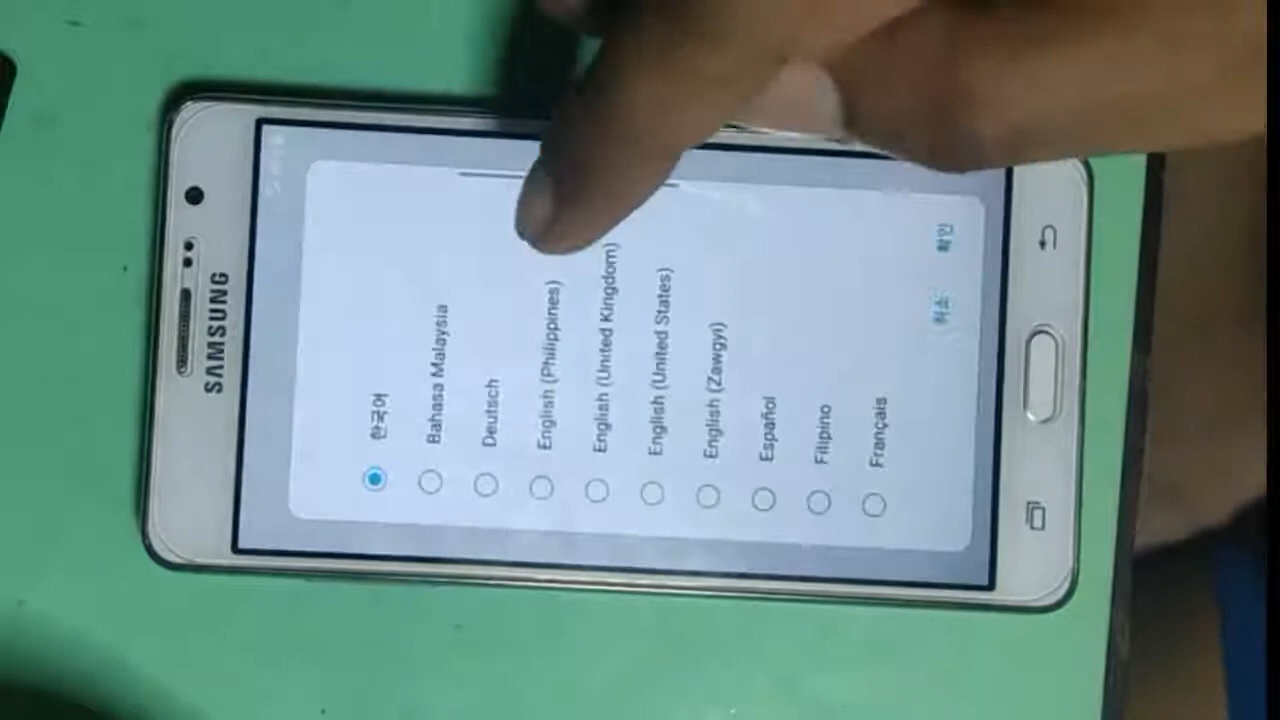 SAMSUNG
한국어
Bahasa Malaysia
Deutsch
English (Philippines)
English (United Kingdom)
English (United States)
English (Zawgyi)
Español
Filipino
Français
취소
확인